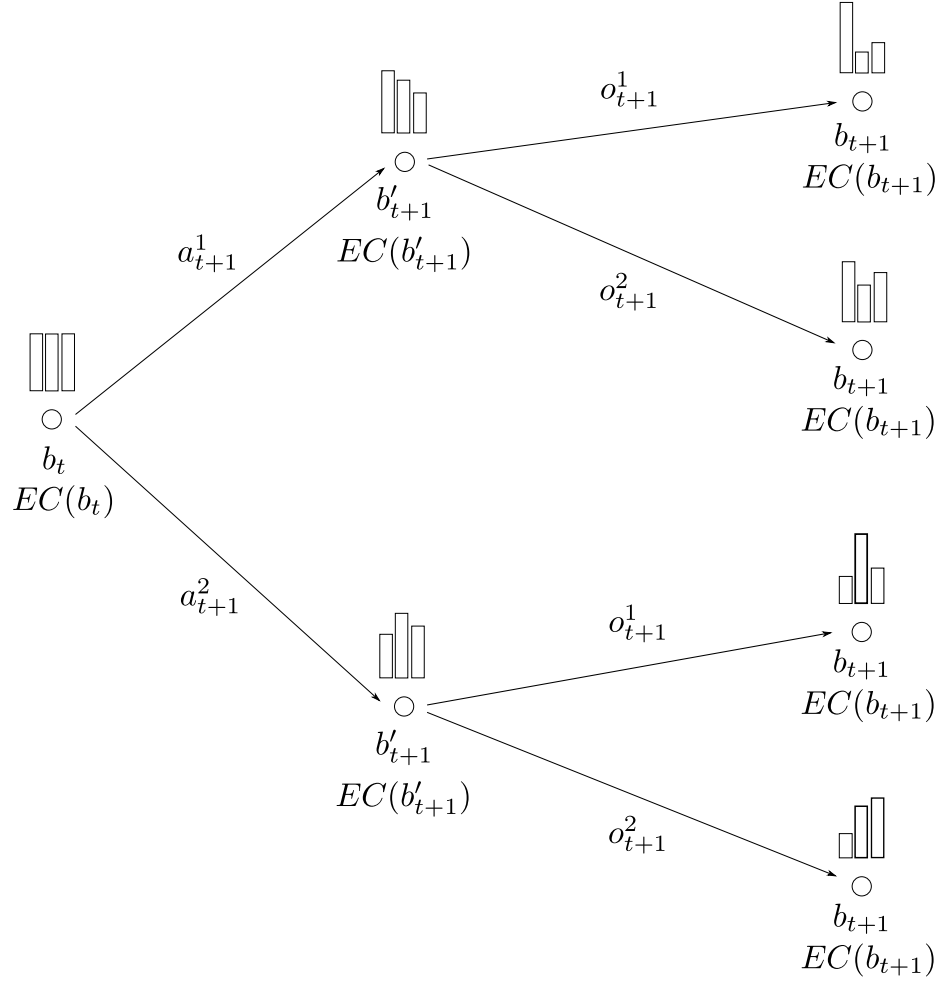 $o^1_{t+1}$
$b_{t+1}$
$EC(b_{t+1})$
$b'_{t+1}$
$EC(b'_{t+1})$
$a^1_{t+1}$
$o^2_{t+1}$
$b_{t+1}$
$EC(b_{t+1})$
$b_t$
$EC(b_t)$
$a^2_{t+1}$
$o^1_{t+1}$
$b_{t+1}$
$EC(b_{t+1})$
$b'_{t+1}$
$EC(b'_{t+1})$
$o^2_{t+1}$
$b_{t+1}$
$EC(b_{t+1})$